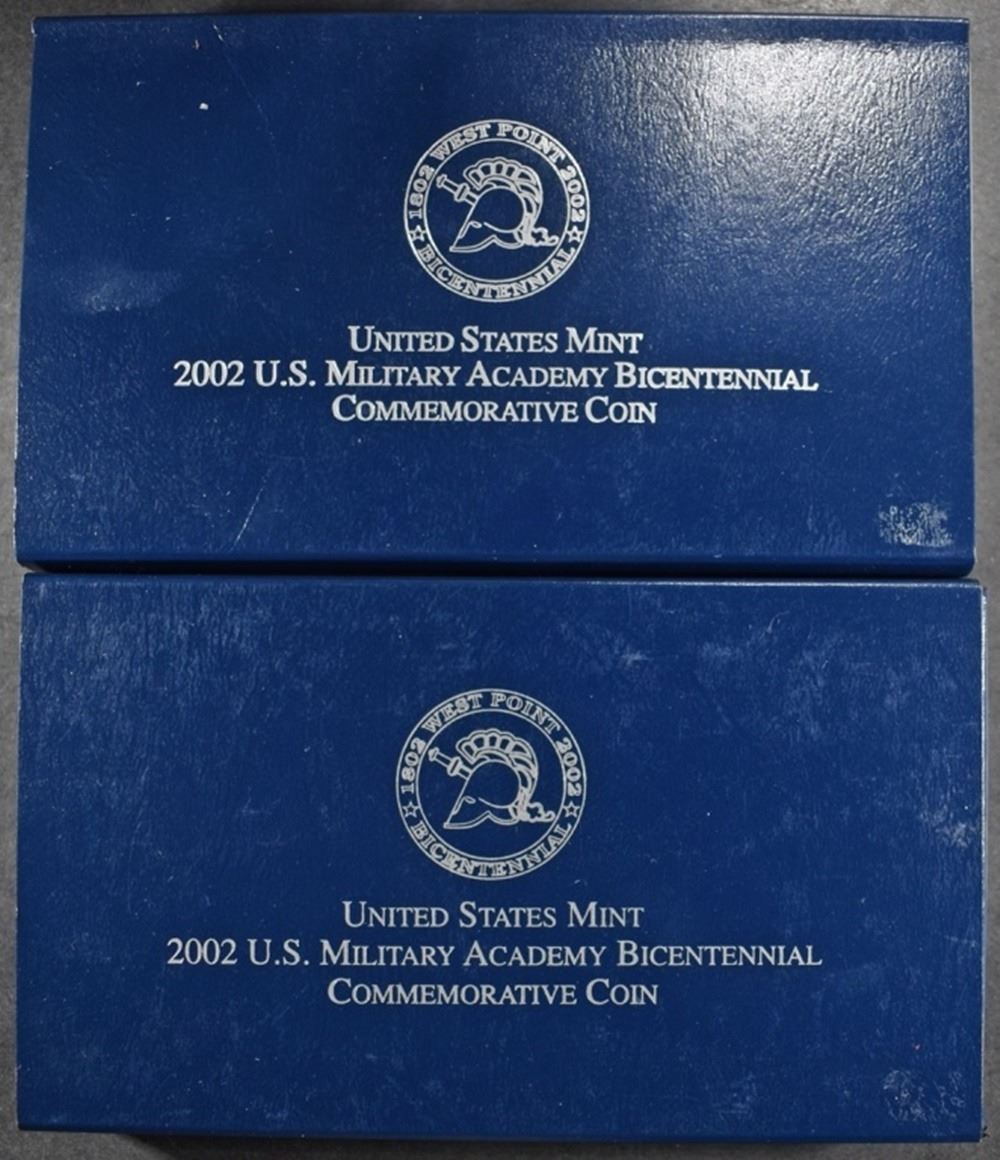 1802 WEST POINT 2002
BICENTENNIAL
UNITED STATES MINT
2002 U.S. MILITARY ACADEMY BICENTENNIAL
COMMEMORATIVE COIN
1802 WEST POINT 2002
BICENTENNIAL
UNITED STATES MINT
2002 U.S. MILITARY ACADEMY BICENTENNIAL
COMMEMORATIVE COIN